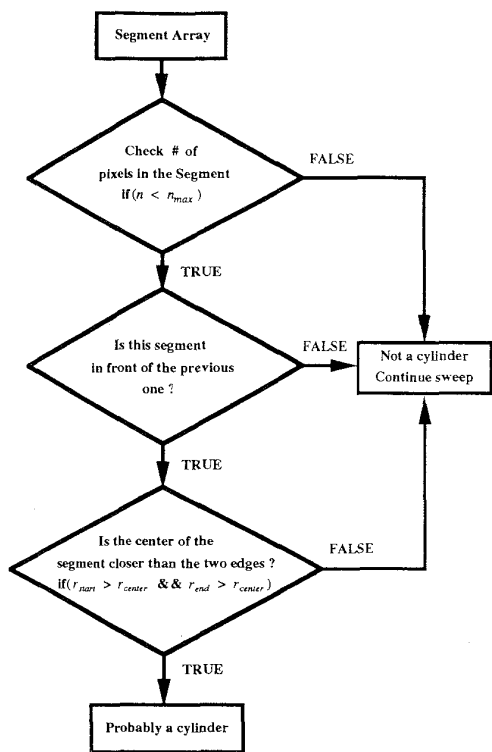 Segment Array
Check # of
pixels in the Segment
if(n < n_max)
FALSE
TRUE
Is this segment
in front of the previous
one ?
FALSE
Not a cylinder
Continue sweep
TRUE
Is the center of the
segment closer than the two edges ?
if(r_start > r_center && r_end > r_center)
FALSE
TRUE
Probably a cylinder